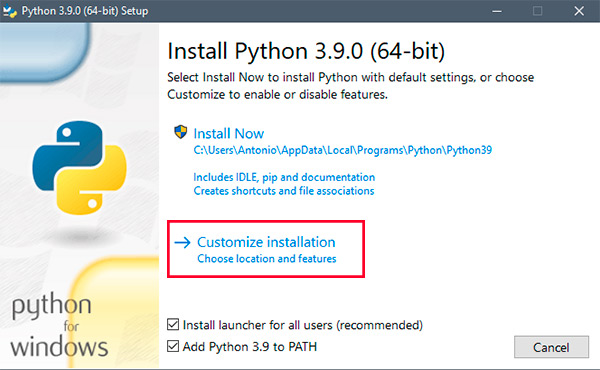 Python 3.9.0 (64-bit) Setup
Install Python 3.9.0 (64-bit)
Select Install Now to install Python with default settings, or choose
Customize to enable or disable features.
Install Now
C:\Users\Antonio\AppData\Local\Programs\Python\Python39
Includes IDLE, pip and documentation
Creates shortcuts and file associations
Customize installation
Choose location and features
python
for
windows
Install launcher for all users (recommended)
Add Python 3.9 to PATH
Cancel